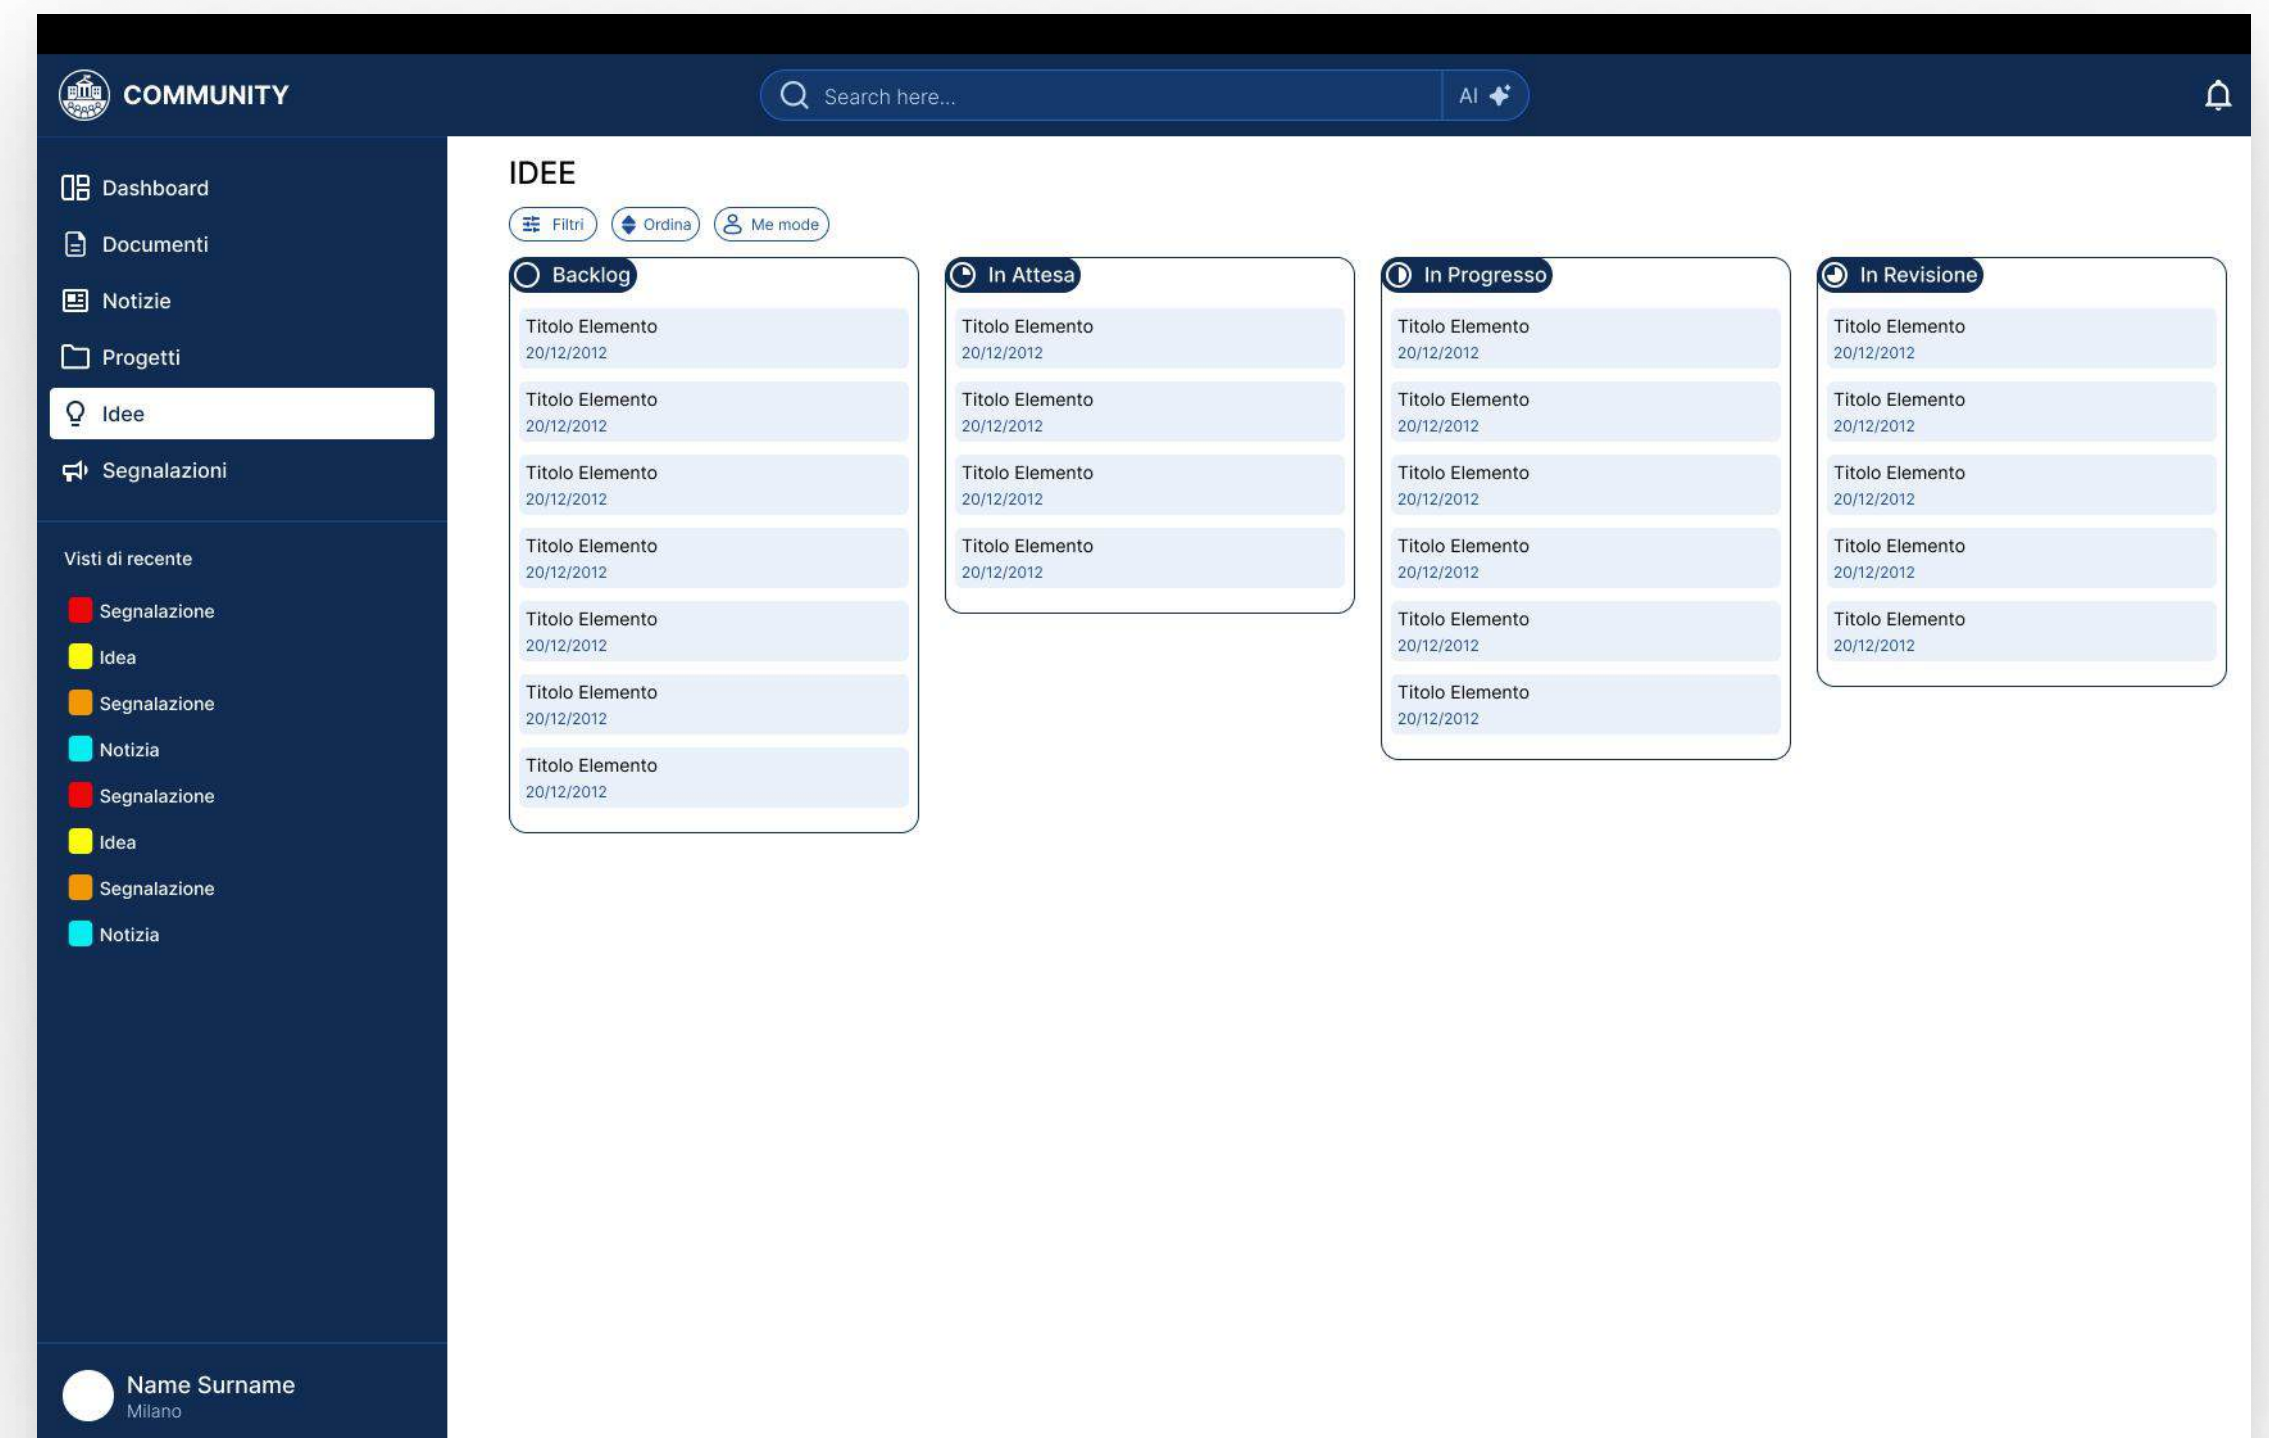 COMMUNITY
Search here...
AI
Dashboard
Documenti
Notizie
Progetti
Idee
Segnalazioni
Visti di recente
Segnalazione
Idea
Segnalazione
Notizia
Segnalazione
Idea
Segnalazione
Notizia
Name Surname
Milano
IDEE
Filtri
Ordina
Me mode
Backlog
Titolo Elemento
20/12/2012
Titolo Elemento
20/12/2012
Titolo Elemento
20/12/2012
Titolo Elemento
20/12/2012
Titolo Elemento
20/12/2012
Titolo Elemento
20/12/2012
Titolo Elemento
20/12/2012
In Attesa
Titolo Elemento
20/12/2012
Titolo Elemento
20/12/2012
Titolo Elemento
20/12/2012
Titolo Elemento
20/12/2012
In Progresso
Titolo Elemento
20/12/2012
Titolo Elemento
20/12/2012
Titolo Elemento
20/12/2012
Titolo Elemento
20/12/2012
Titolo Elemento
20/12/2012
Titolo Elemento
20/12/2012
In Revisione
Titolo Elemento
20/12/2012
Titolo Elemento
20/12/2012
Titolo Elemento
20/12/2012
Titolo Elemento
20/12/2012
Titolo Elemento
20/12/2012